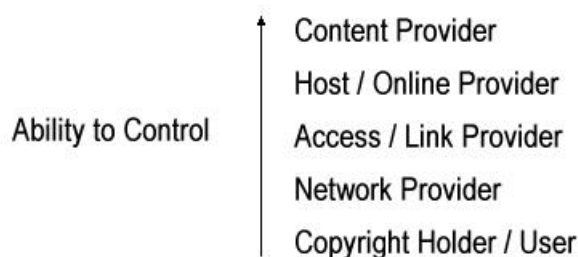 Content Provider
Host / Online Provider
Ability to Control
Access / Link Provider
Network Provider
Copyright Holder / User